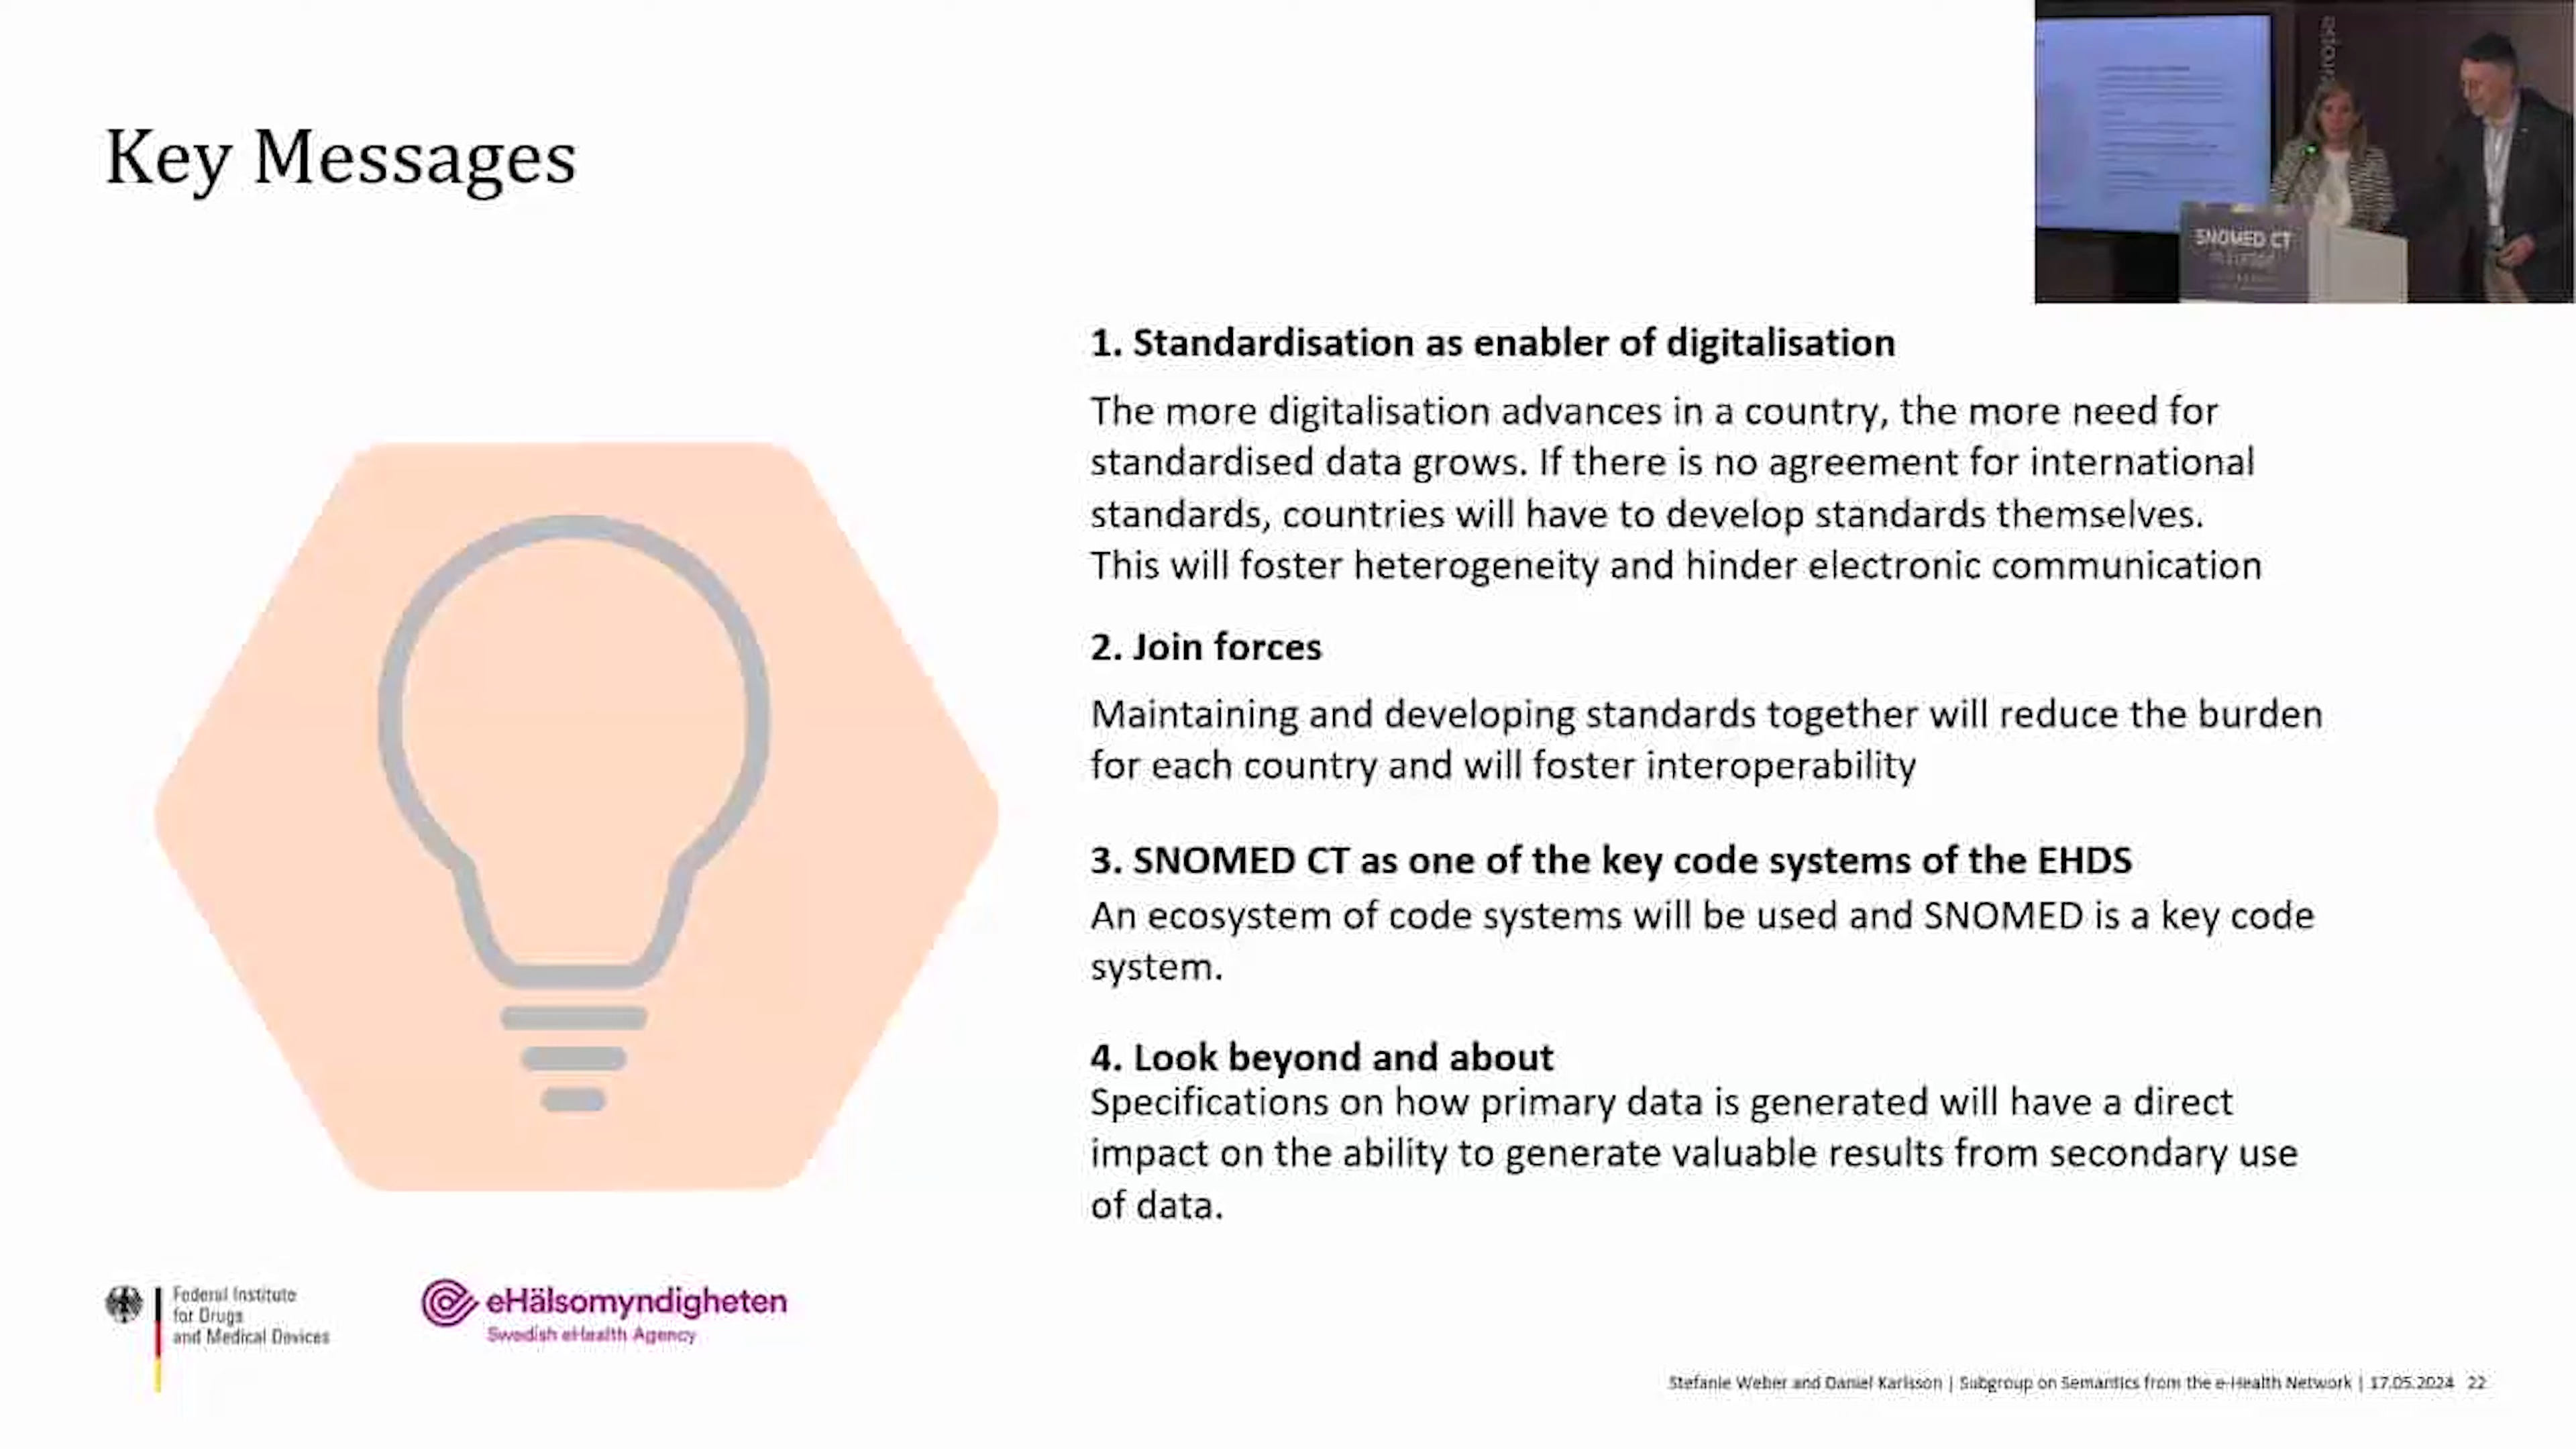 Key Messages
SNOMED CT
1. Standardisation as enabler of digitalisation
The more digitalisation advances in a country, the more need for
standardised data grows. If there is no agreement for international
standards, countries will have to develop standards themselves.
This will foster heterogeneity and hinder electronic communication
2. Join forces
Maintaining and developing standards together will reduce the burden
for each country and will foster interoperability
3. SNOMED CT as one of the key code systems of the EHDS
An ecosystem of code systems will be used and SNOMED is a key code
system.
4. Look beyond and about
Specifications on how primary data is generated will have a direct
impact on the ability to generate valuable results from secondary use
of data.
Federal Institute
for Drugs
and Medical Devices
eHälsomyndigheten
Swedish eHealth Agency
Stefanie Weber and Daniel Karlsson | Subgroup on Semantics from the e-Health Network | 17.05.2024 22